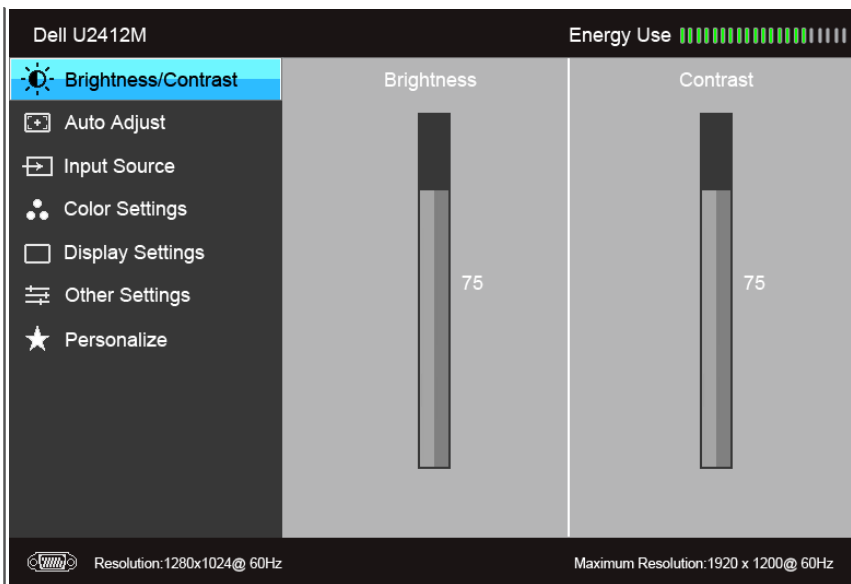 Dell U2412M
Energy Use
Brightness/Contrast
Auto Adjust
Input Source
Color Settings
Display Settings
Other Settings
Personalize
Brightness
75
Contrast
75
Resolution:1280x1024@ 60Hz
Maximum Resolution:1920 x 1200@ 60Hz